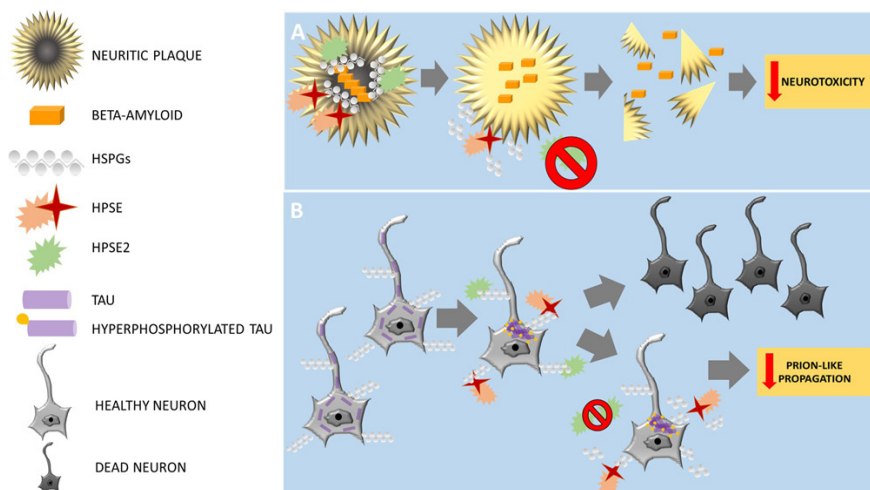 NEURITIC PLAQUE
BETA-AMYLOID
HSPGs
HPSE
HPSE2
TAU
HYPERPHOSPHORYLATED TAU
HEALTHY NEURON
DEAD NEURON
A
NEUROTOXICITY
B
PRION-LIKE
PROPAGATION